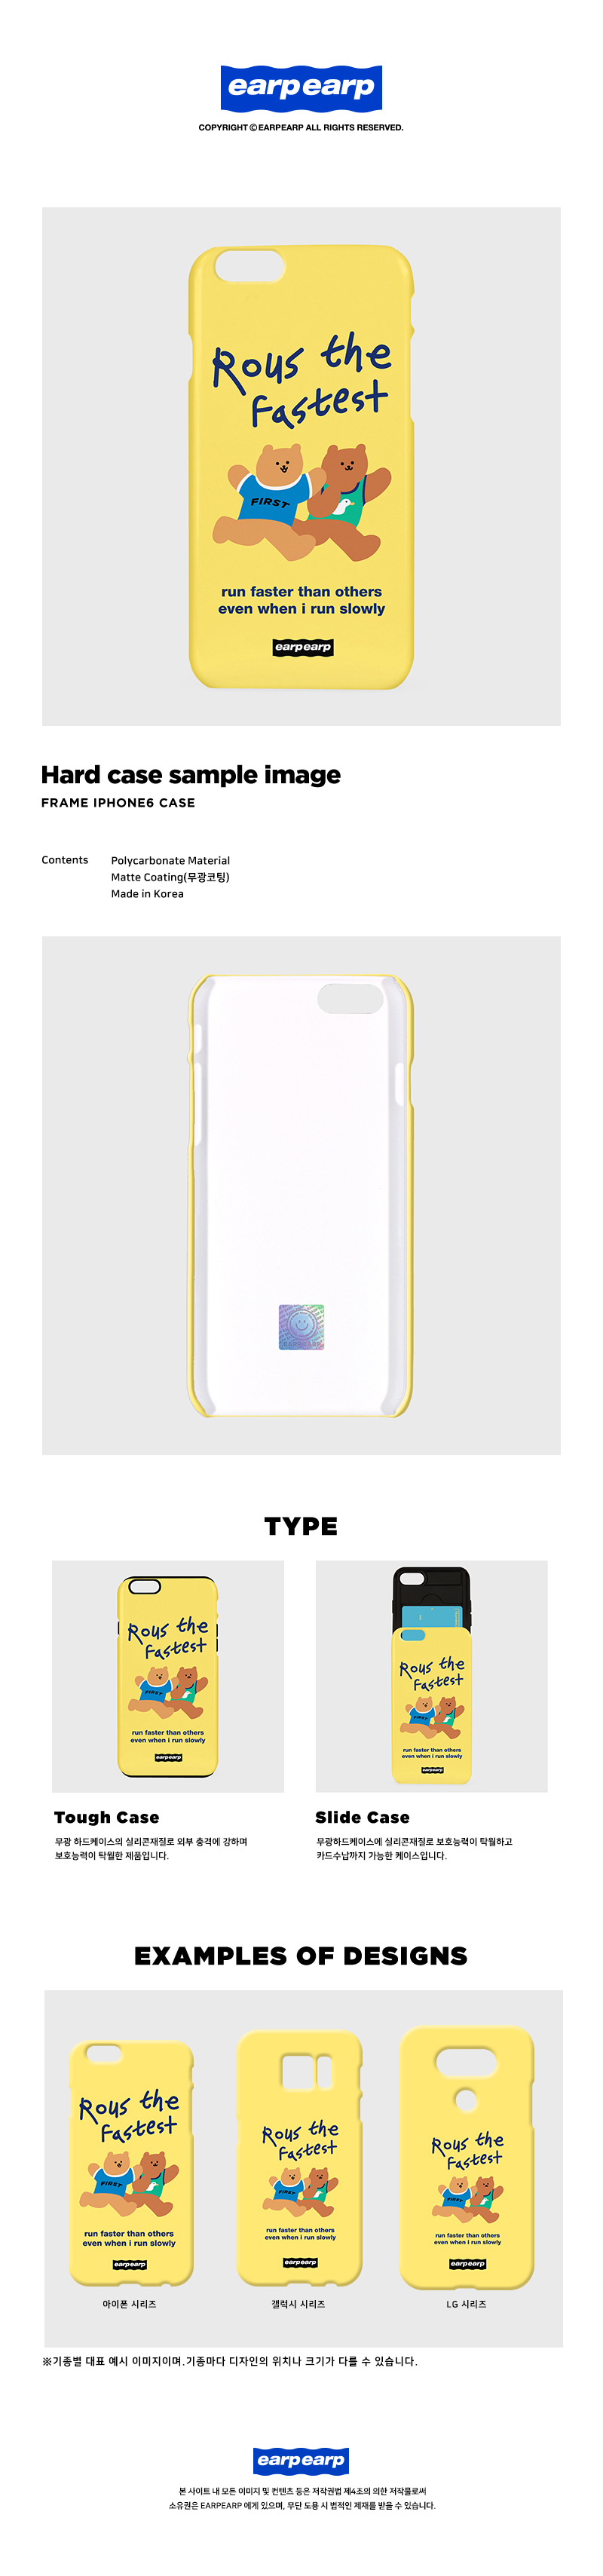 earp earp
COPYRIGHT © EARPEARP ALL RIGHTS RESERVED.
Rous the
fastest
FIRST
run faster than others
even when i run slowly
earpearp
Hard case sample image
FRAME IPHONE6 CASE
Contents
Polycarbonate Material
Matte Coating(무광코팅)
Made in Korea
EARPEARP
TYPE
Rous the
fastest
FIRST
run faster than others
even when i run slowly
earpearp
Rous the
fastest
FIRST
run faster than others
even when i run slowly
earpearp
Tough Case
무광 하드케이스의 실리콘재질로 외부 충격에 강하며
보호능력이 탁월한 제품입니다.
Slide Case
무광하드케이스에 실리콘재질로 보호능력이 탁월하고
카드수납까지 가능한 케이스입니다.
EXAMPLES OF DESIGNS
Rous the
fastest
FIRST
run faster than others
even when i run slowly
earpearp
아이폰 시리즈
Rous the
fastest
FIRST
run faster than others
even when i run slowly
earpearp
갤럭시 시리즈
Rous the
fastest
FIRST
run faster than others
even when i run slowly
earpearp
LG 시리즈
※기종별 대표 예시 이미지이며,기종마다 디자인의 위치나 크기가 다를 수 있습니다.
earp earp
본 사이트 내 모든 이미지 및 컨텐츠 등은 저작권법 제4조의 의한 저작물로써
소유권은 EARPEARP 에게 있으며, 무단 도용 시 법적인 제재를 받을 수 있습니다.